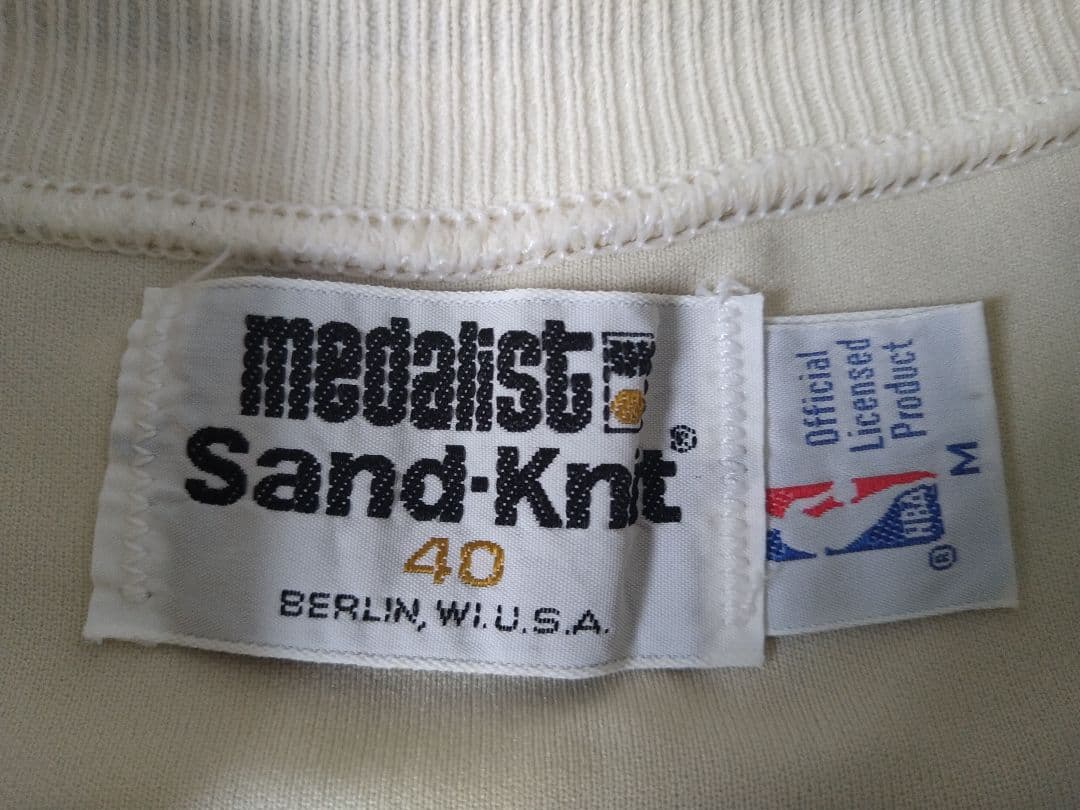 medalist
Sand-Knit®
40
BERLIN, WI. U.S.A.
Official
Licensed
Product
M
NBA
®